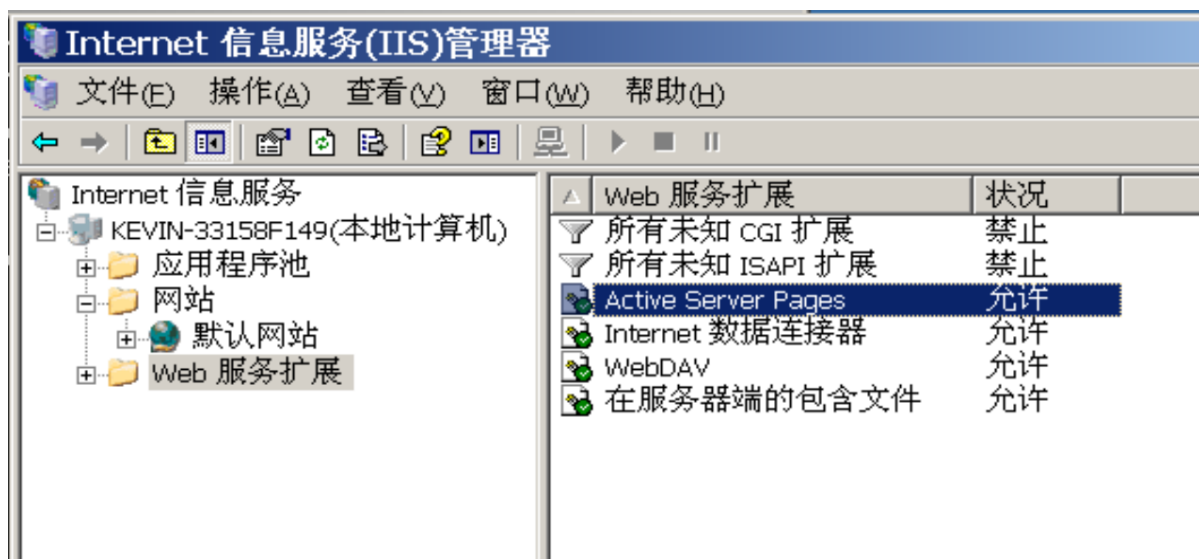 Internet 信息服务(IIS)管理器
文件(E) 操作(A) 查看(V) 窗口(W) 帮助(H)
Internet 信息服务
KEVIN-33158F149(本地计算机)
应用程序池
网站
默认网站
Web 服务扩展
Web 服务扩展 状况
所有未知 CGI 扩展 禁止
所有未知 ISAPI 扩展 禁止
Active Server Pages 允许
Internet 数据连接器 允许
WebDAV 允许
在服务器端的包含文件 允许